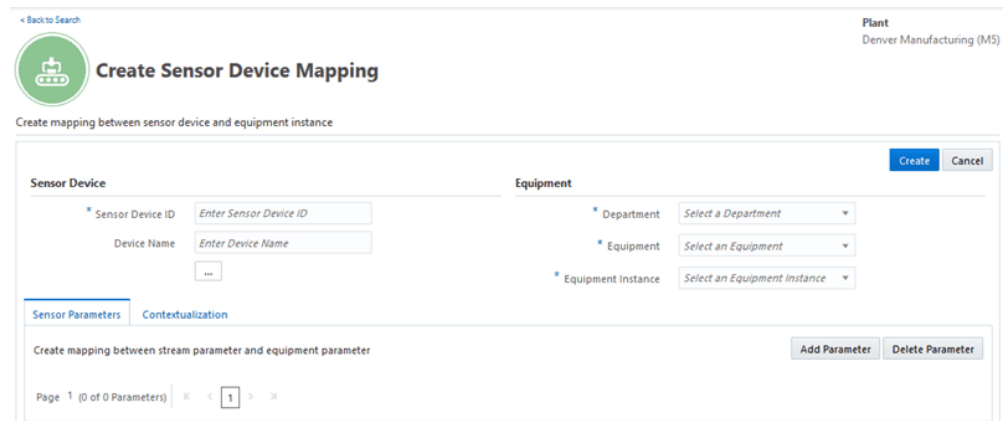 < Back to Search
Plant
Denver Manufacturing (M5)
Create Sensor Device Mapping
Create mapping between sensor device and equipment instance
Create Cancel
Sensor Device Equipment
* Sensor Device ID Enter Sensor Device ID * Department Select a Department
Device Name Enter Device Name * Equipment Select an Equipment
... * Equipment Instance Select an Equipment Instance
Sensor Parameters Contextualization
Create mapping between stream parameter and equipment parameter Add Parameter Delete Parameter
Page 1 (0 of 0 Parameters) K < 1 > >|